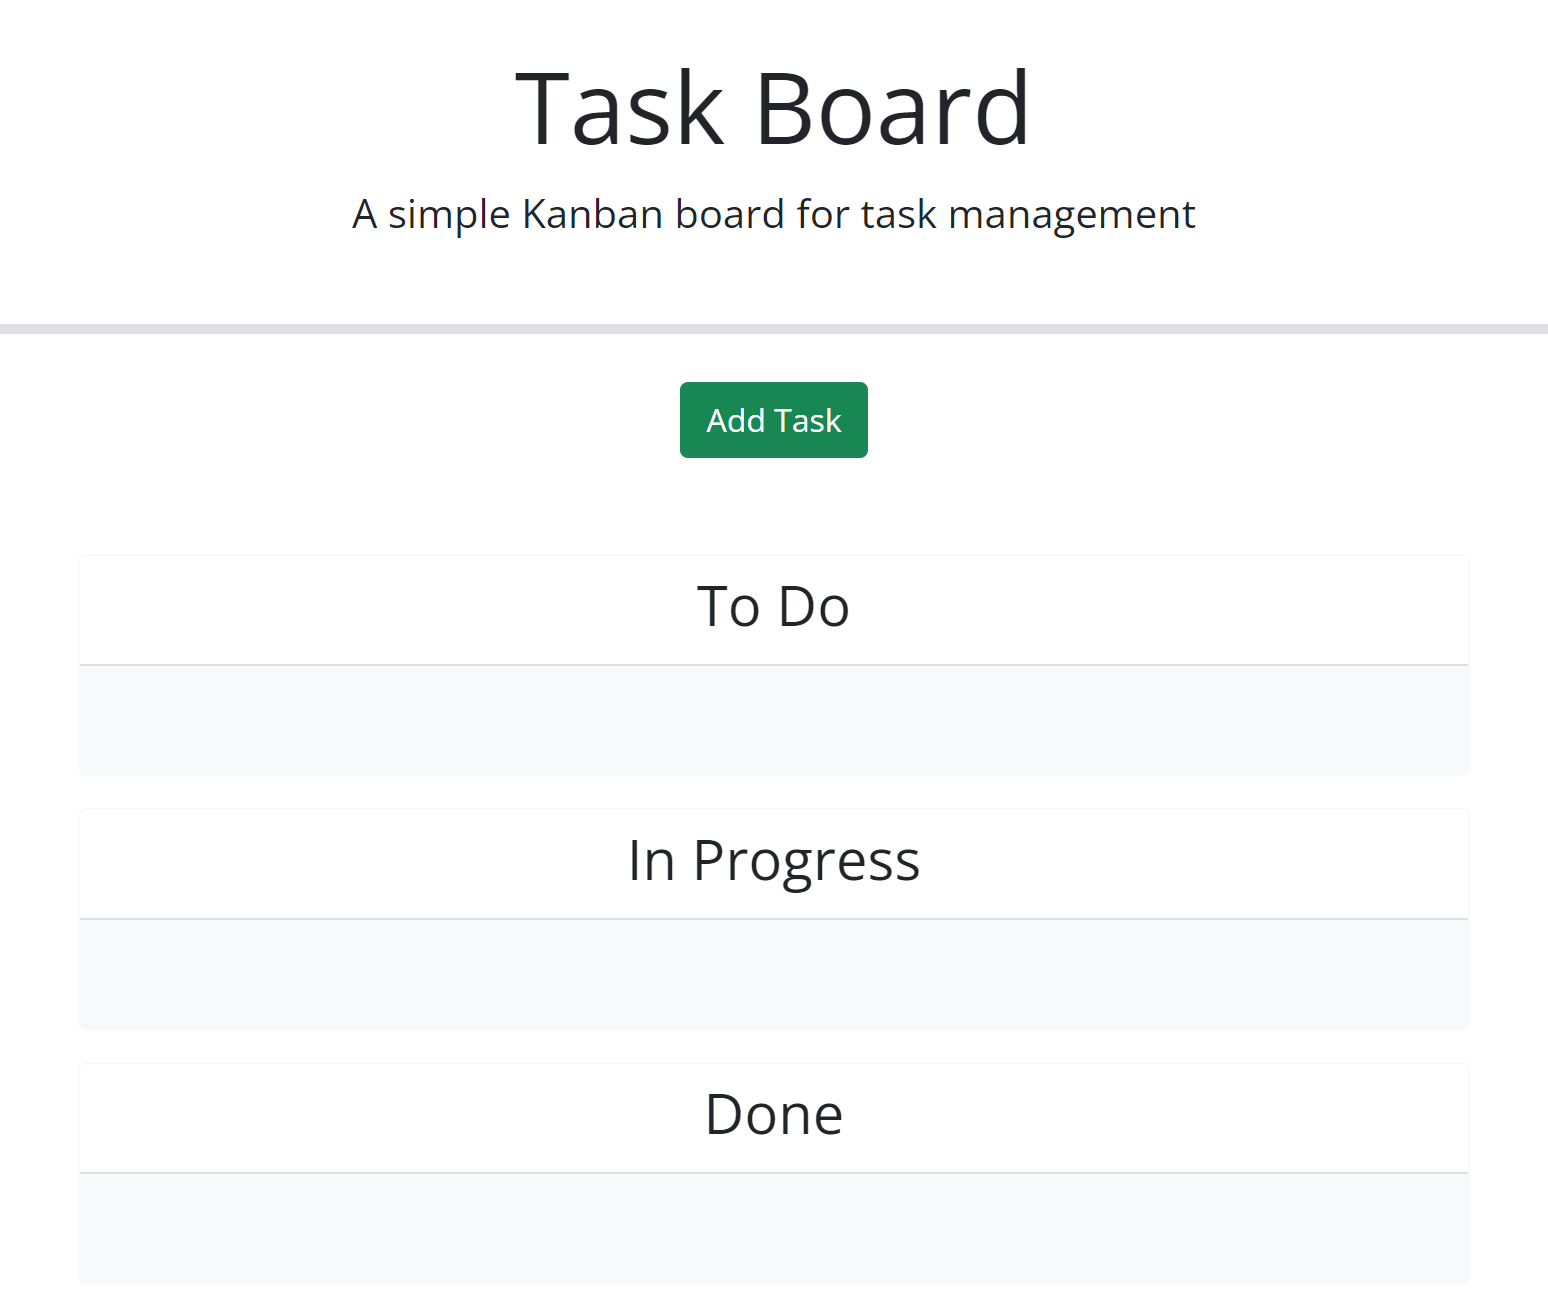 Task Board
A simple Kanban board for task management
Add Task
To Do
In Progress
Done